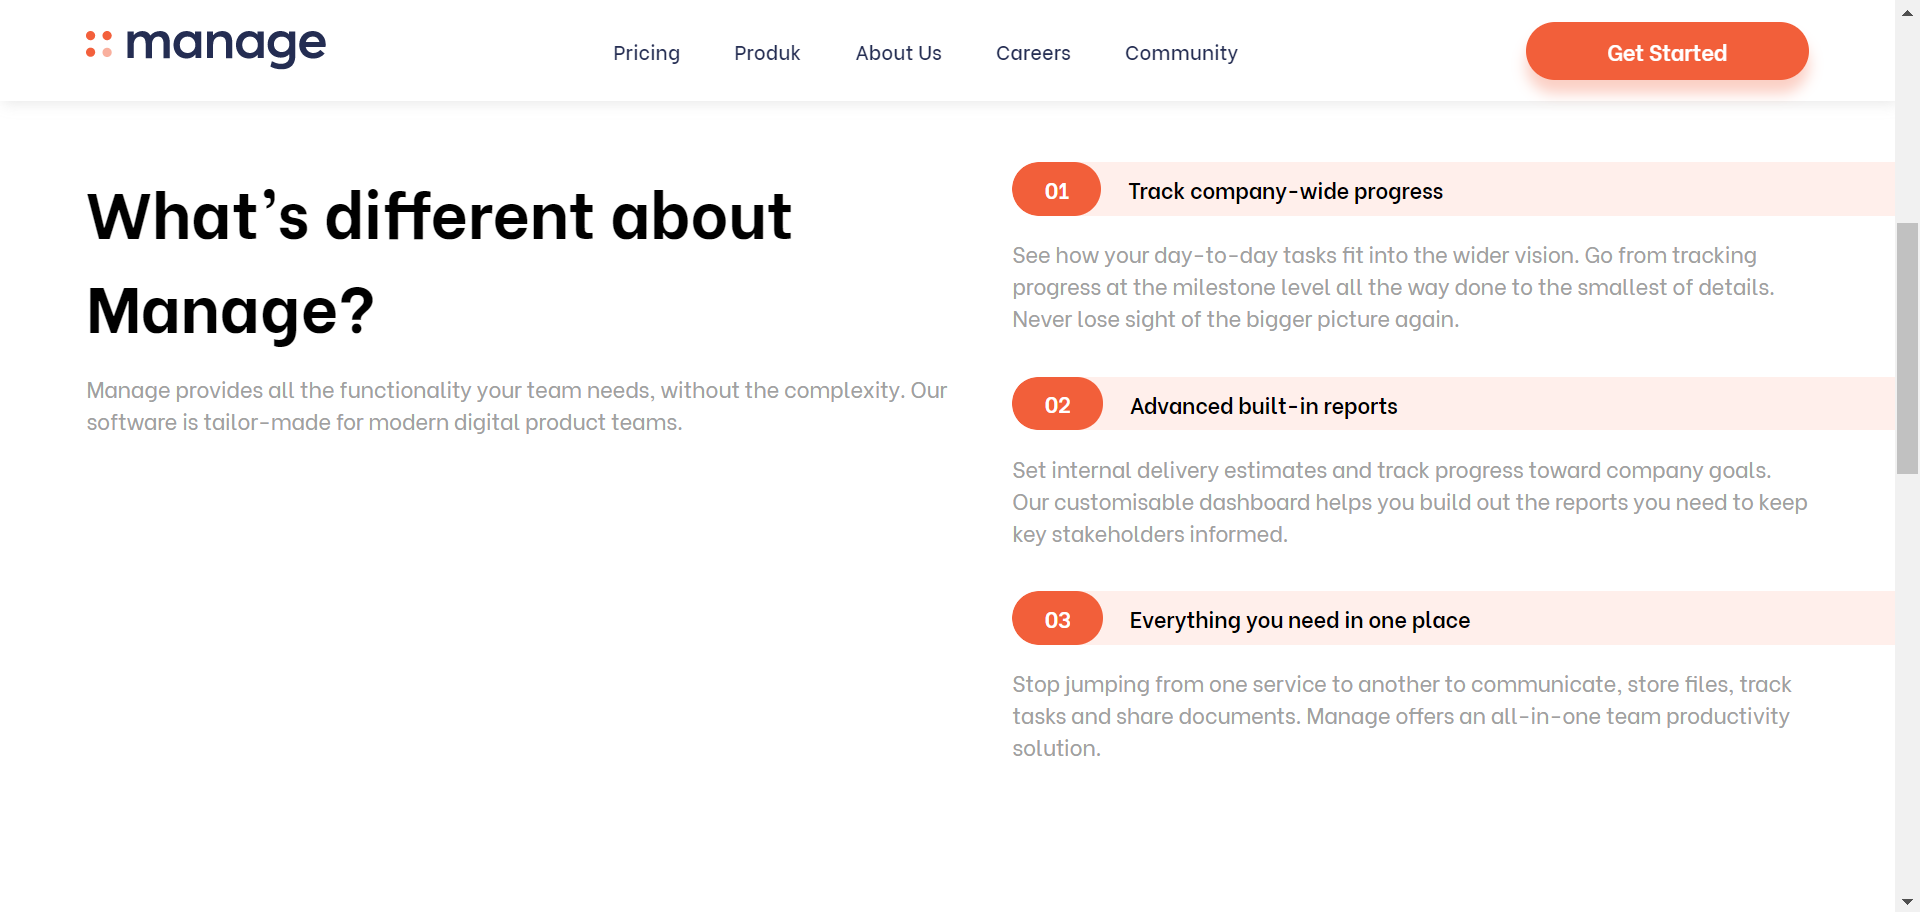 manage
Pricing
Produk
About Us
Careers
Community
Get Started
What's different about
Manage?
Manage provides all the functionality your team needs, without the complexity. Our
software is tailor-made for modern digital product teams.
01 Track company-wide progress
See how your day-to-day tasks fit into the wider vision. Go from tracking
progress at the milestone level all the way done to the smallest of details.
Never lose sight of the bigger picture again.
02 Advanced built-in reports
Set internal delivery estimates and track progress toward company goals.
Our customisable dashboard helps you build out the reports you need to keep
key stakeholders informed.
03 Everything you need in one place
Stop jumping from one service to another to communicate, store files, track
tasks and share documents. Manage offers an all-in-one team productivity
solution.